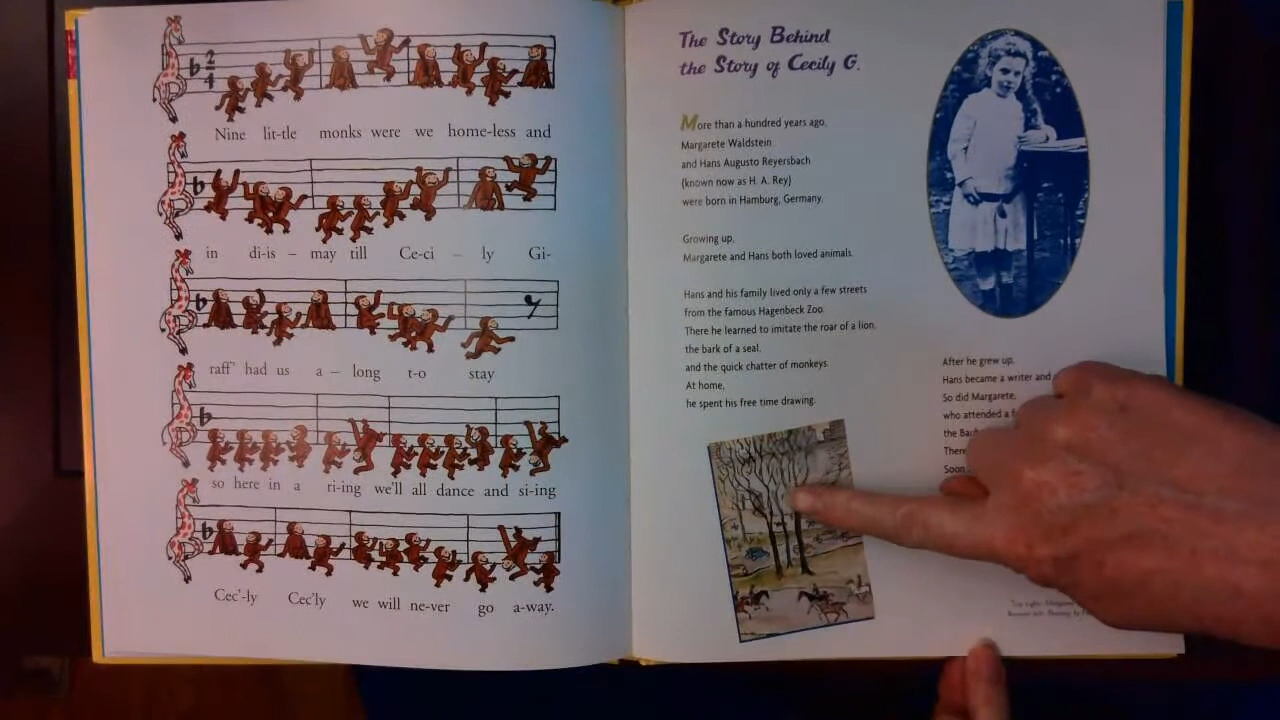 2
4
Nine lit-tle monks were we home-less and
in di-is – may till Ce-ci – ly Gi-
raff' had us a – long t-o stay
so here in a ri-ing we'll all dance and si-ing
Cec'-ly Cec'ly we will ne-ver go a-way.
The Story Behind
the Story of Cecily G.
More than a hundred years ago,
Margarete Waldstein
and Hans Augusto Reyersbach
(known now as H. A. Rey)
were born in Hamburg, Germany.
Growing up,
Margarete and Hans both loved animals.
Hans and his family lived only a few streets
from the famous Hagenbeck Zoo.
There he learned to imitate the roar of a lion,
the bark of a seal,
and the quick chatter of monkeys.
At home,
he spent his free time drawing.
After he grew up,
Hans became a writer and
So did Margarete,
who attended a
the
There
Soon